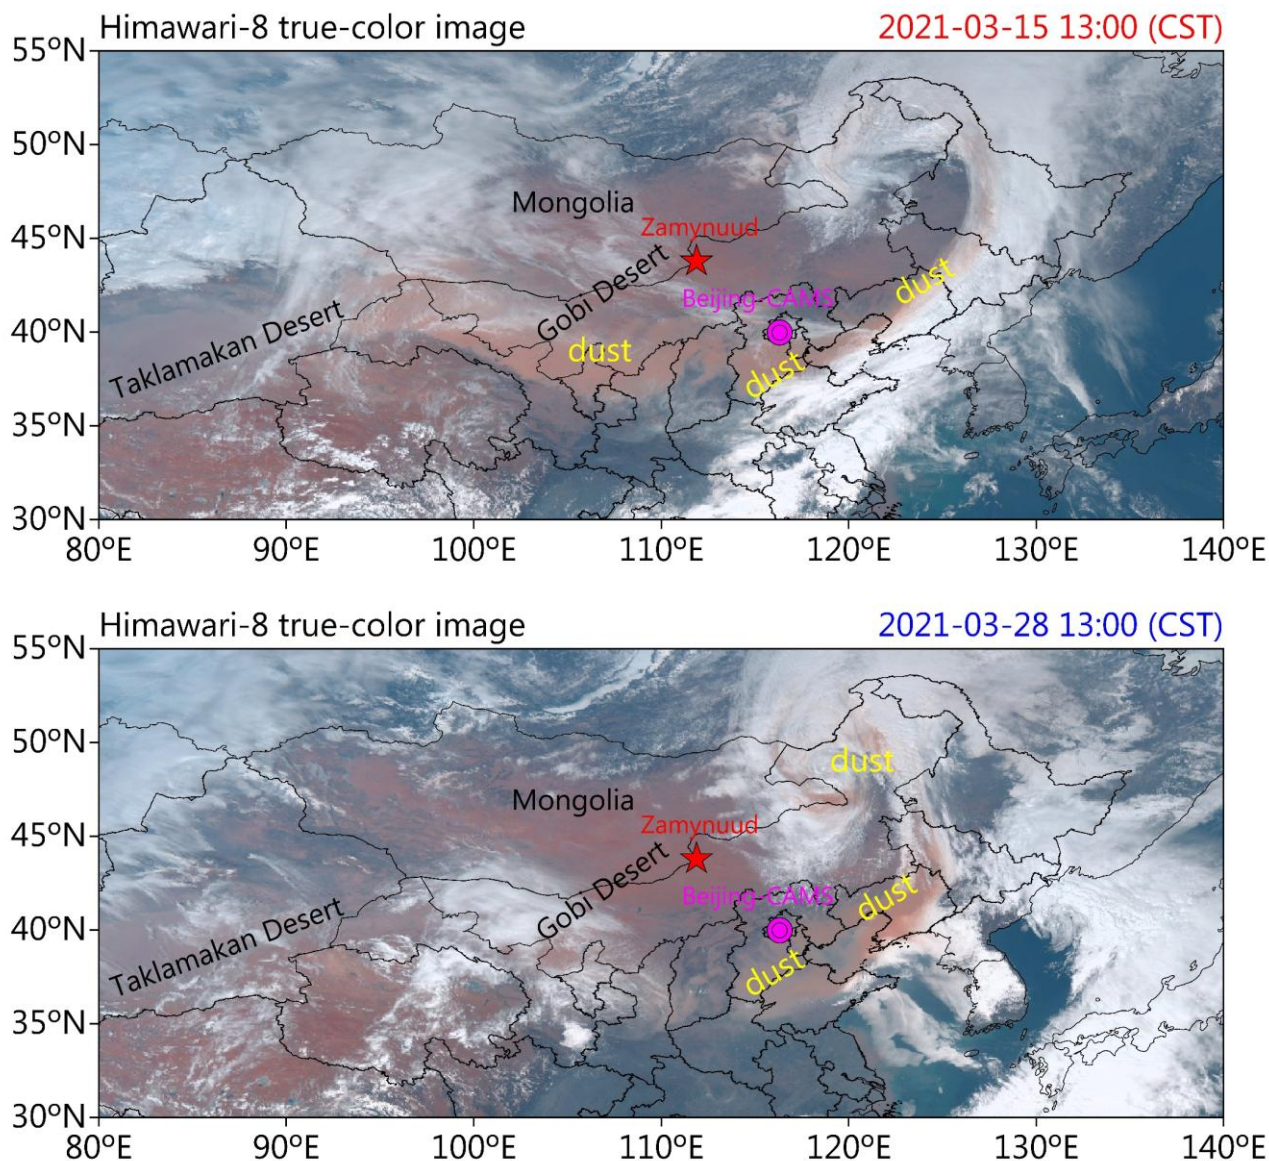 Himawari-8 true-color image 2021-03-15 13:00 (CST)
55°N
50°N
Mongolia
Zamynuud
45°N
Gobi Desert
dust
Beijing-CAMS
Taklamakan Desert
40°N
dust
dust
35°N
30°N
80°E 90°E 100°E 110°E 120°E 130°E 140°E
Himawari-8 true-color image 2021-03-28 13:00 (CST)
55°N
50°N
dust
Mongolia
Zamynuud
45°N
Gobi Desert
Beijing-CAMS
dust
Taklamakan Desert
40°N
dust
35°N
30°N
80°E 90°E 100°E 110°E 120°E 130°E 140°E